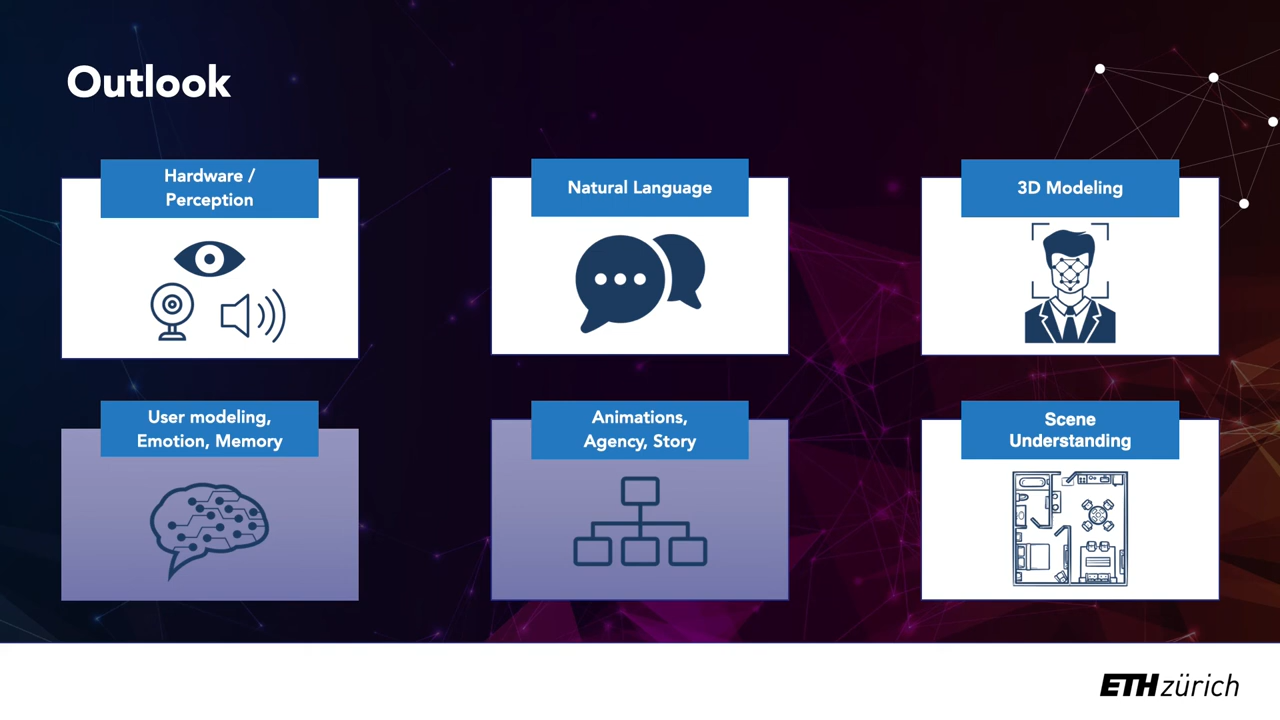 Outlook
Hardware /
Perception
Natural Language
3D Modeling
User modeling,
Emotion, Memory
Animations,
Agency, Story
Scene
Understanding
ETH zürich